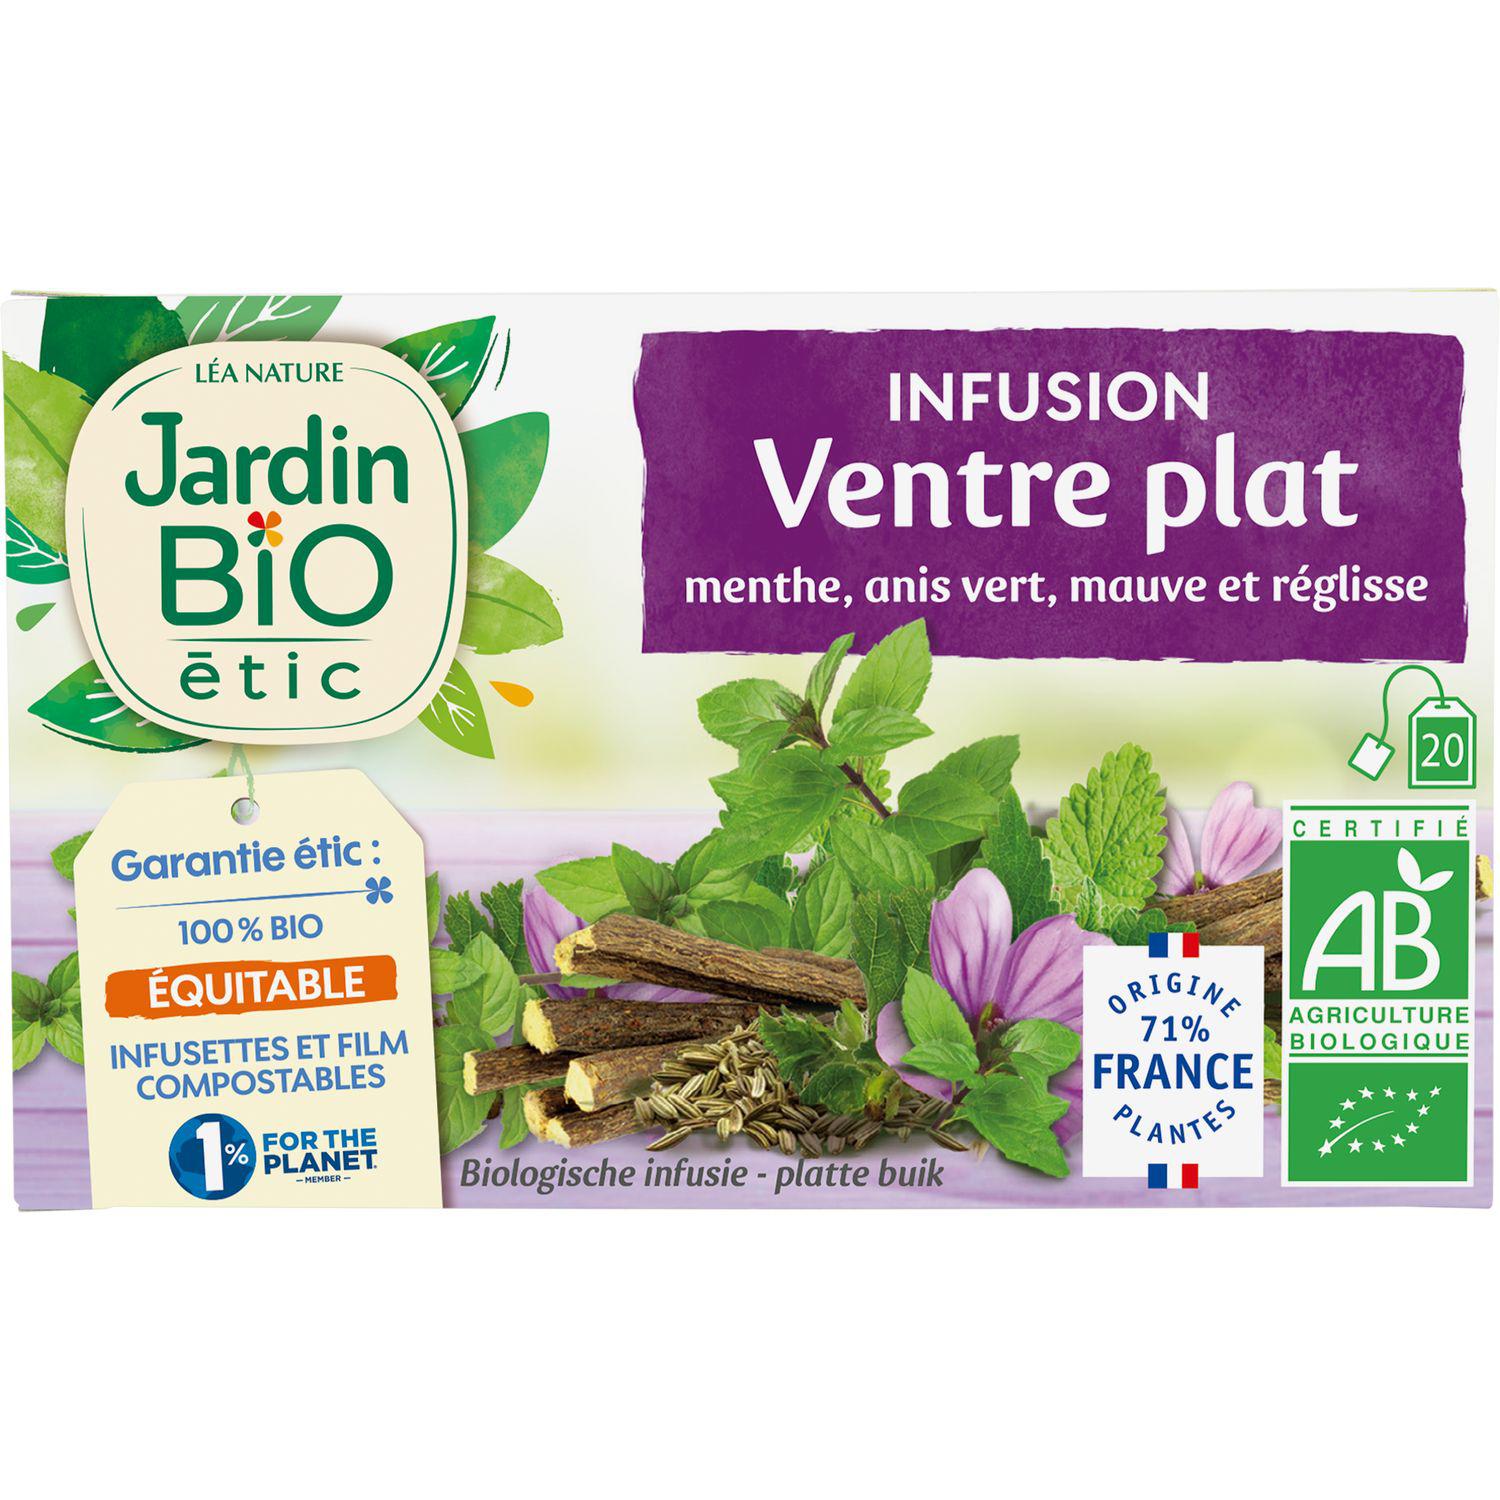 LÉA NATURE
Jardin
BiO
ētic
INFUSION
Ventre plat
menthe, anis vert, mauve et réglisse
20
Garantie étic :
100 % BIO
ÉQUITABLE
INFUSETTES ET FILM
COMPOSTABLES
1%
FOR THE
PLANET
MEMBER
Biologische infusie - platte buik
ORIGINE
71%
FRANCE
PLANTES
CERTIFIÉ
AB
AGRICULTURE
BIOLOGIQUE